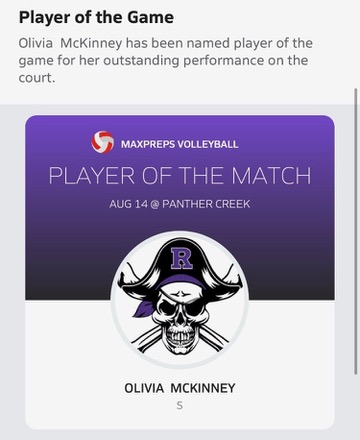 Player of the Game
Olivia McKinney has been named player of the
game for her outstanding performance on the
court.
MAXPREPS VOLLEYBALL
PLAYER OF THE MATCH
AUG 14 @ PANTHER CREEK
R
OLIVIA MCKINNEY
S